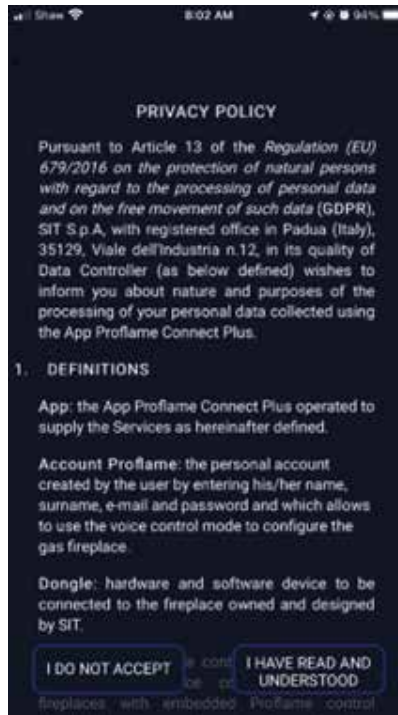 Shaw 8:02 AM 94%
PRIVACY POLICY
Pursuant to Article 13 of the Regulation (EU)
679/2016 on the protection of natural persons
with regard to the processing of personal data
and on the free movement of such data (GDPR),
SIT S.p.A, with registered office in Padua (Italy),
35129, Viale dell'Industria n.12, in its quality of
Data Controller (as below defined) wishes to
inform you about nature and purposes of the
processing of your personal data collected using
the App Proflame Connect Plus.
1. DEFINITIONS
App: the App Proflame Connect Plus operated to
supply the Services as hereinafter defined.
Account Proflame: the personal account
created by the user by entering his/her name,
surname, e-mail and password and which allows
to use the voice control mode to configure the
gas fireplace.
Dongle: hardware and software device to be
connected to the fireplace owned and designed
by SIT.
I DO NOT ACCEPT
I HAVE READ AND
UNDERSTOOD
fireplaces with embedded Proflame control